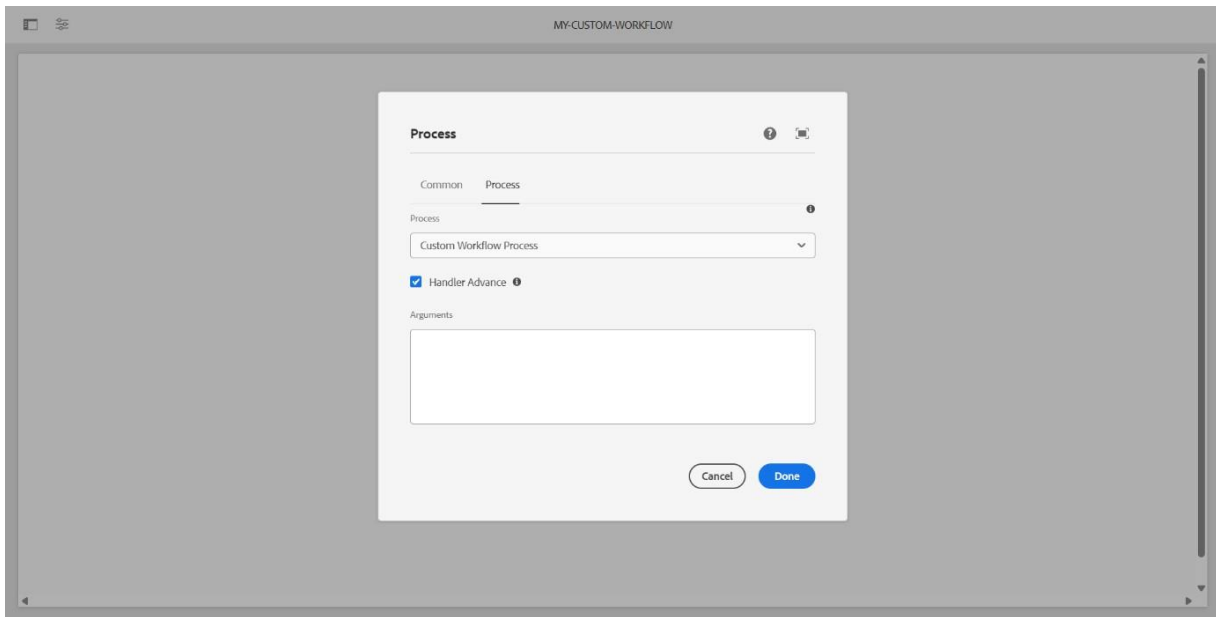 MY-CUSTOM-WORKFLOW
Process
Common Process
Process
Custom Workflow Process
Handler Advance
Arguments
Cancel Done